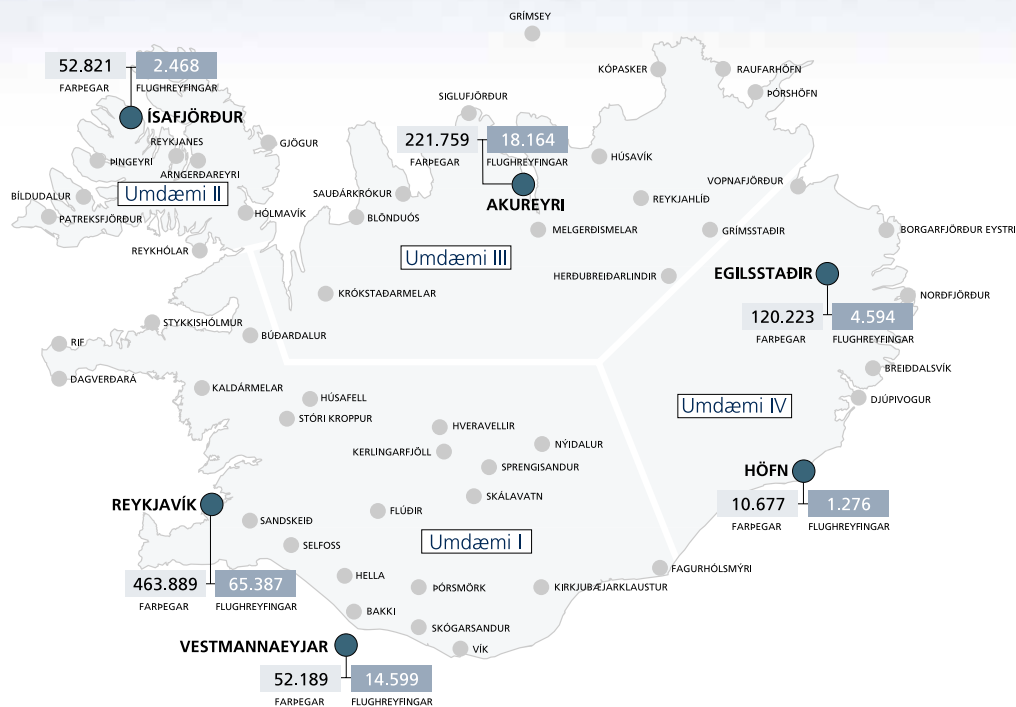 GRÍMSEY
52.821 2.468
FARÞEGAR FLUGHREYFINGAR
ÍSAFJÖRÐUR
KÓPASKER
RAUFARHÖFN
ÞÓRSHÖFN
SIGLUFJÖRÐUR
221.759 18.164
FARÞEGAR FLUGHREYFINGAR
AKUREYRI
REYKJANES
GJÖGUR
ÞINGEYRI
ARNGERÐAREYRI
HÚSAVÍK
BÍLDUDALUR
Umdæmi II
SAUÐÁRKRÓKUR
VOPNAFJÖRÐUR
REYKJAHLÍÐ
PATREKSFJÖRÐUR
HÓLMAVÍK
BLÖNDUÓS
MELGERÐISMELAR
GRÍMSSTAÐIR
BORGARFJÖRÐUR EYSTRI
REYKHÓLAR
Umdæmi III
HERÐUBREIÐARLINDIR
EGILSSTAÐIR
KRÓKSTAÐARMELAR
NORÐFJÖRÐUR
120.223 4.594
FARÞEGAR FLUGHREYFINGAR
STYKKISHÓLMUR
BÚÐARDALUR
RIF
DAGVERÐARÁ
BREIÐDALSVÍK
KALDÁRMELAR
HÚSAFELL
DJÚPIVOGUR
Umdæmi IV
STÓRI KROPPUR
HVERAVELLIR
NÝIDALUR
KERLINGARFJÖLL
SPRENGISANDUR
HÖFN
10.677 1.276
FARÞEGAR FLUGHREYFINGAR
SKÁLAVATN
REYKJAVÍK
FLÚÐIR
SANDSKEIÐ
SELFOSS
Umdæmi I
FAGURHÓLSMÝRI
463.889 65.387
FARÞEGAR FLUGHREYFINGAR
HELLA
ÞÓRSMÖRK
KIRKJUBÆJARKLAUSTUR
BAKKI
SKÓGARSANDUR
VESTMANNAEYJAR
VÍK
52.189 14.599
FARÞEGAR FLUGHREYFINGAR